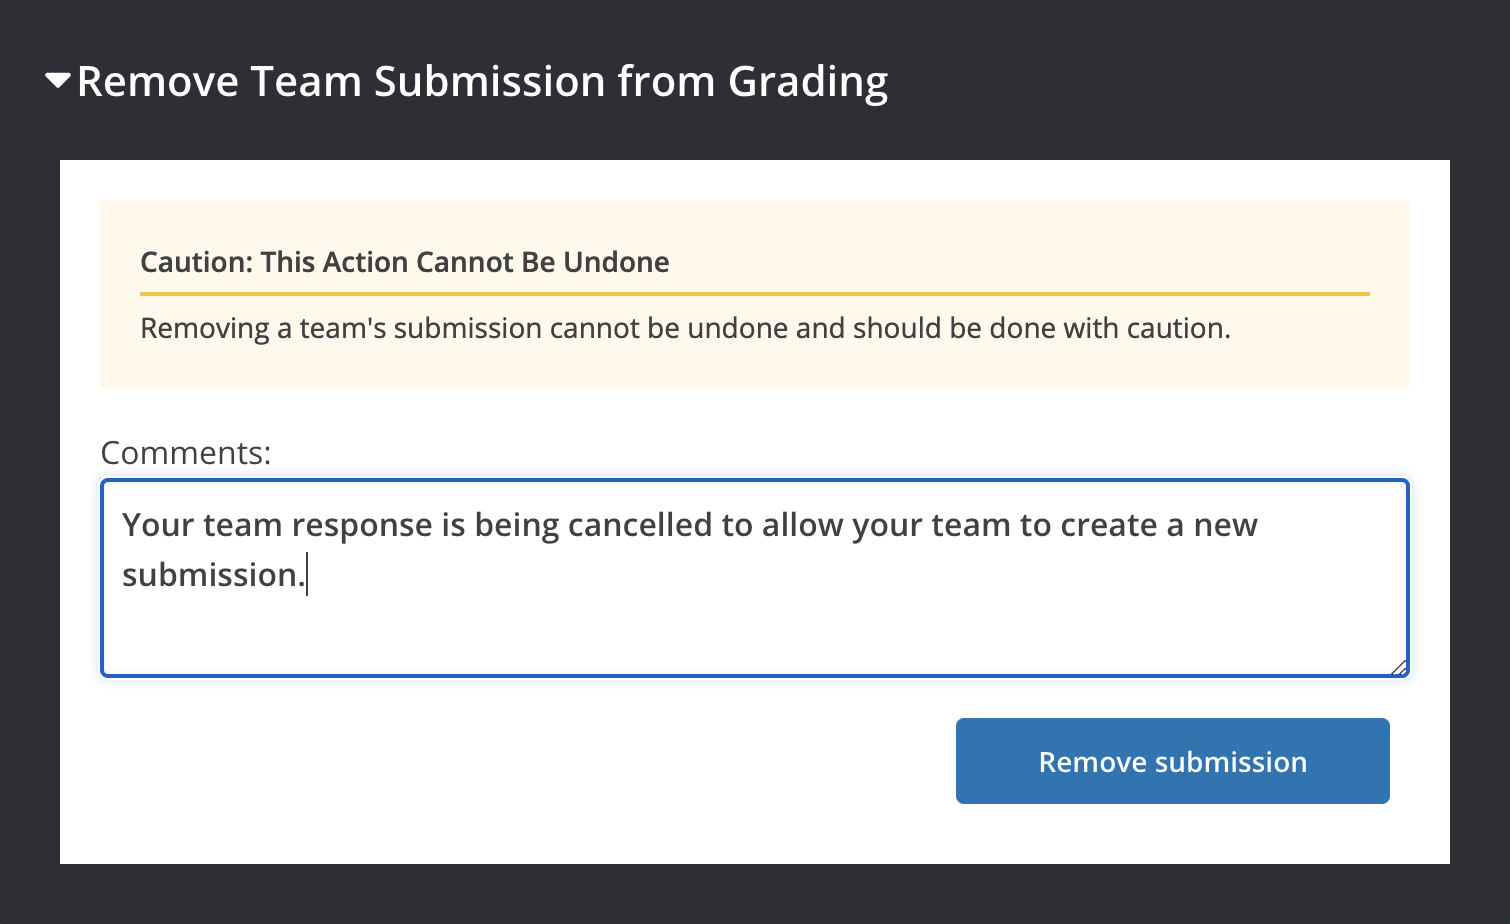 Remove Team Submission from Grading
Caution: This Action Cannot Be Undone
Removing a team's submission cannot be undone and should be done with caution.
Comments:
Your team response is being cancelled to allow your team to create a new
submission.
Remove submission